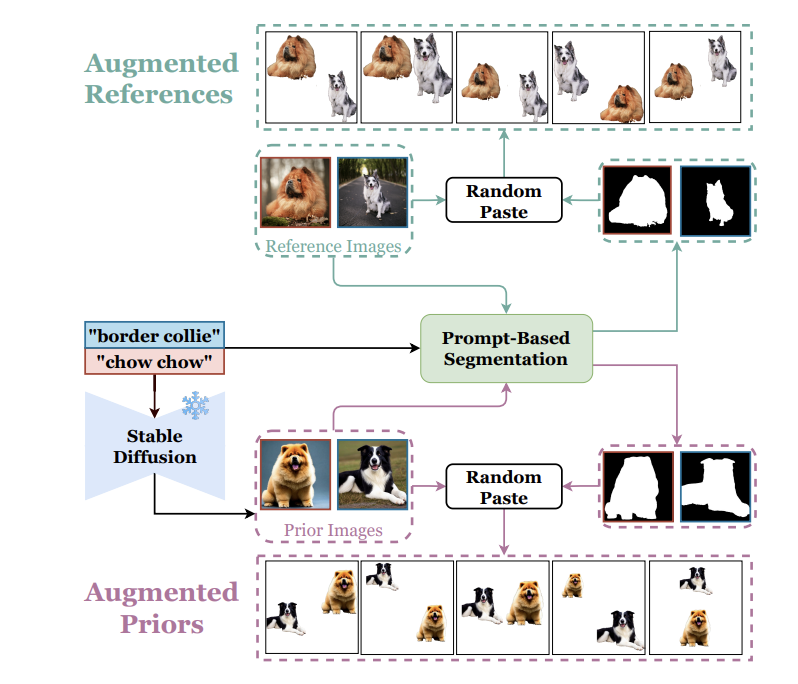 Augmented
References
Reference Images
Random
Paste
"border collie"
"chow chow"
Prompt-Based
Segmentation
Stable
Diffusion
Prior Images
Random
Paste
Augmented
Priors